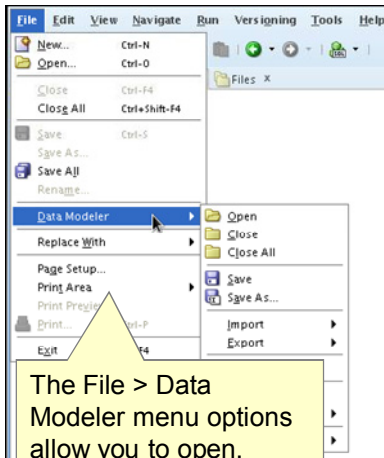 File Edit View Navigate Run Versigning Tools Help
New... Ctrl-N
Open... Ctrl-O
Files x
Close Ctrl-F4
Close All Ctrl+Shift-F4
Save Ctrl-S
Save As...
Save All
Rename...
Data Modeler
Open
Replace With
Close
Close All
Page Setup...
Print Area
Save
Print Preview
Save As...
Print... Ctrl-P
Import
Export
Exit F4
The File > Data
Modeler menu options
allow you to open,